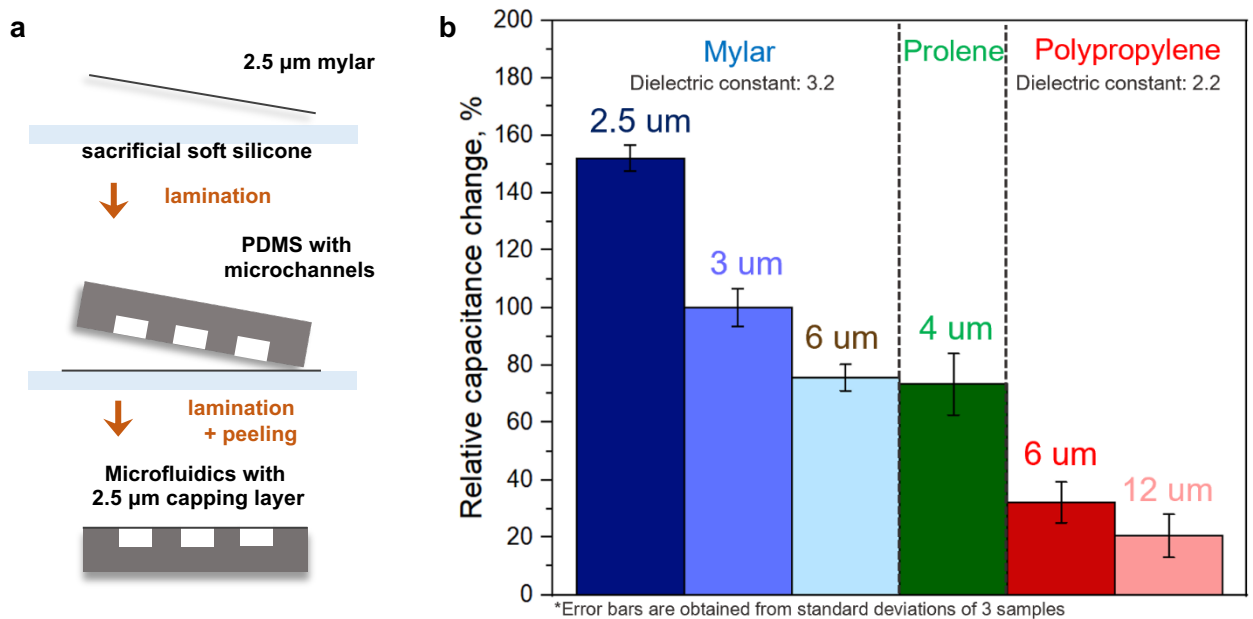 a
2.5 µm mylar
sacrificial soft silicone
lamination
PDMS with
microchannels
lamination
+ peeling
Microfluidics with
2.5 µm capping layer
b
Relative capacitance change, %
200
180
160
140
120
100
80
60
40
20
0
Mylar
Dielectric constant: 3.2
Prolene
Polypropylene
Dielectric constant: 2.2
2.5 um
3 um
6 um
4 um
6 um
12 um
*Error bars are obtained from standard deviations of 3 samples